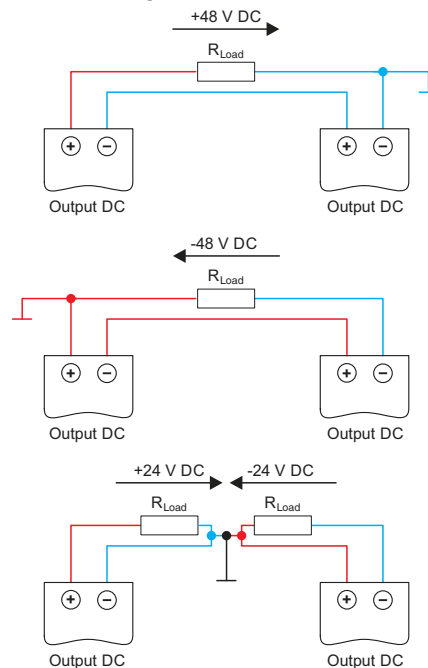 +48 V DC
RLoad
+ − + −
Output DC Output DC
-48 V DC
RLoad
+ − + −
Output DC Output DC
+24 V DC -24 V DC
RLoad RLoad
+ − + −
Output DC Output DC